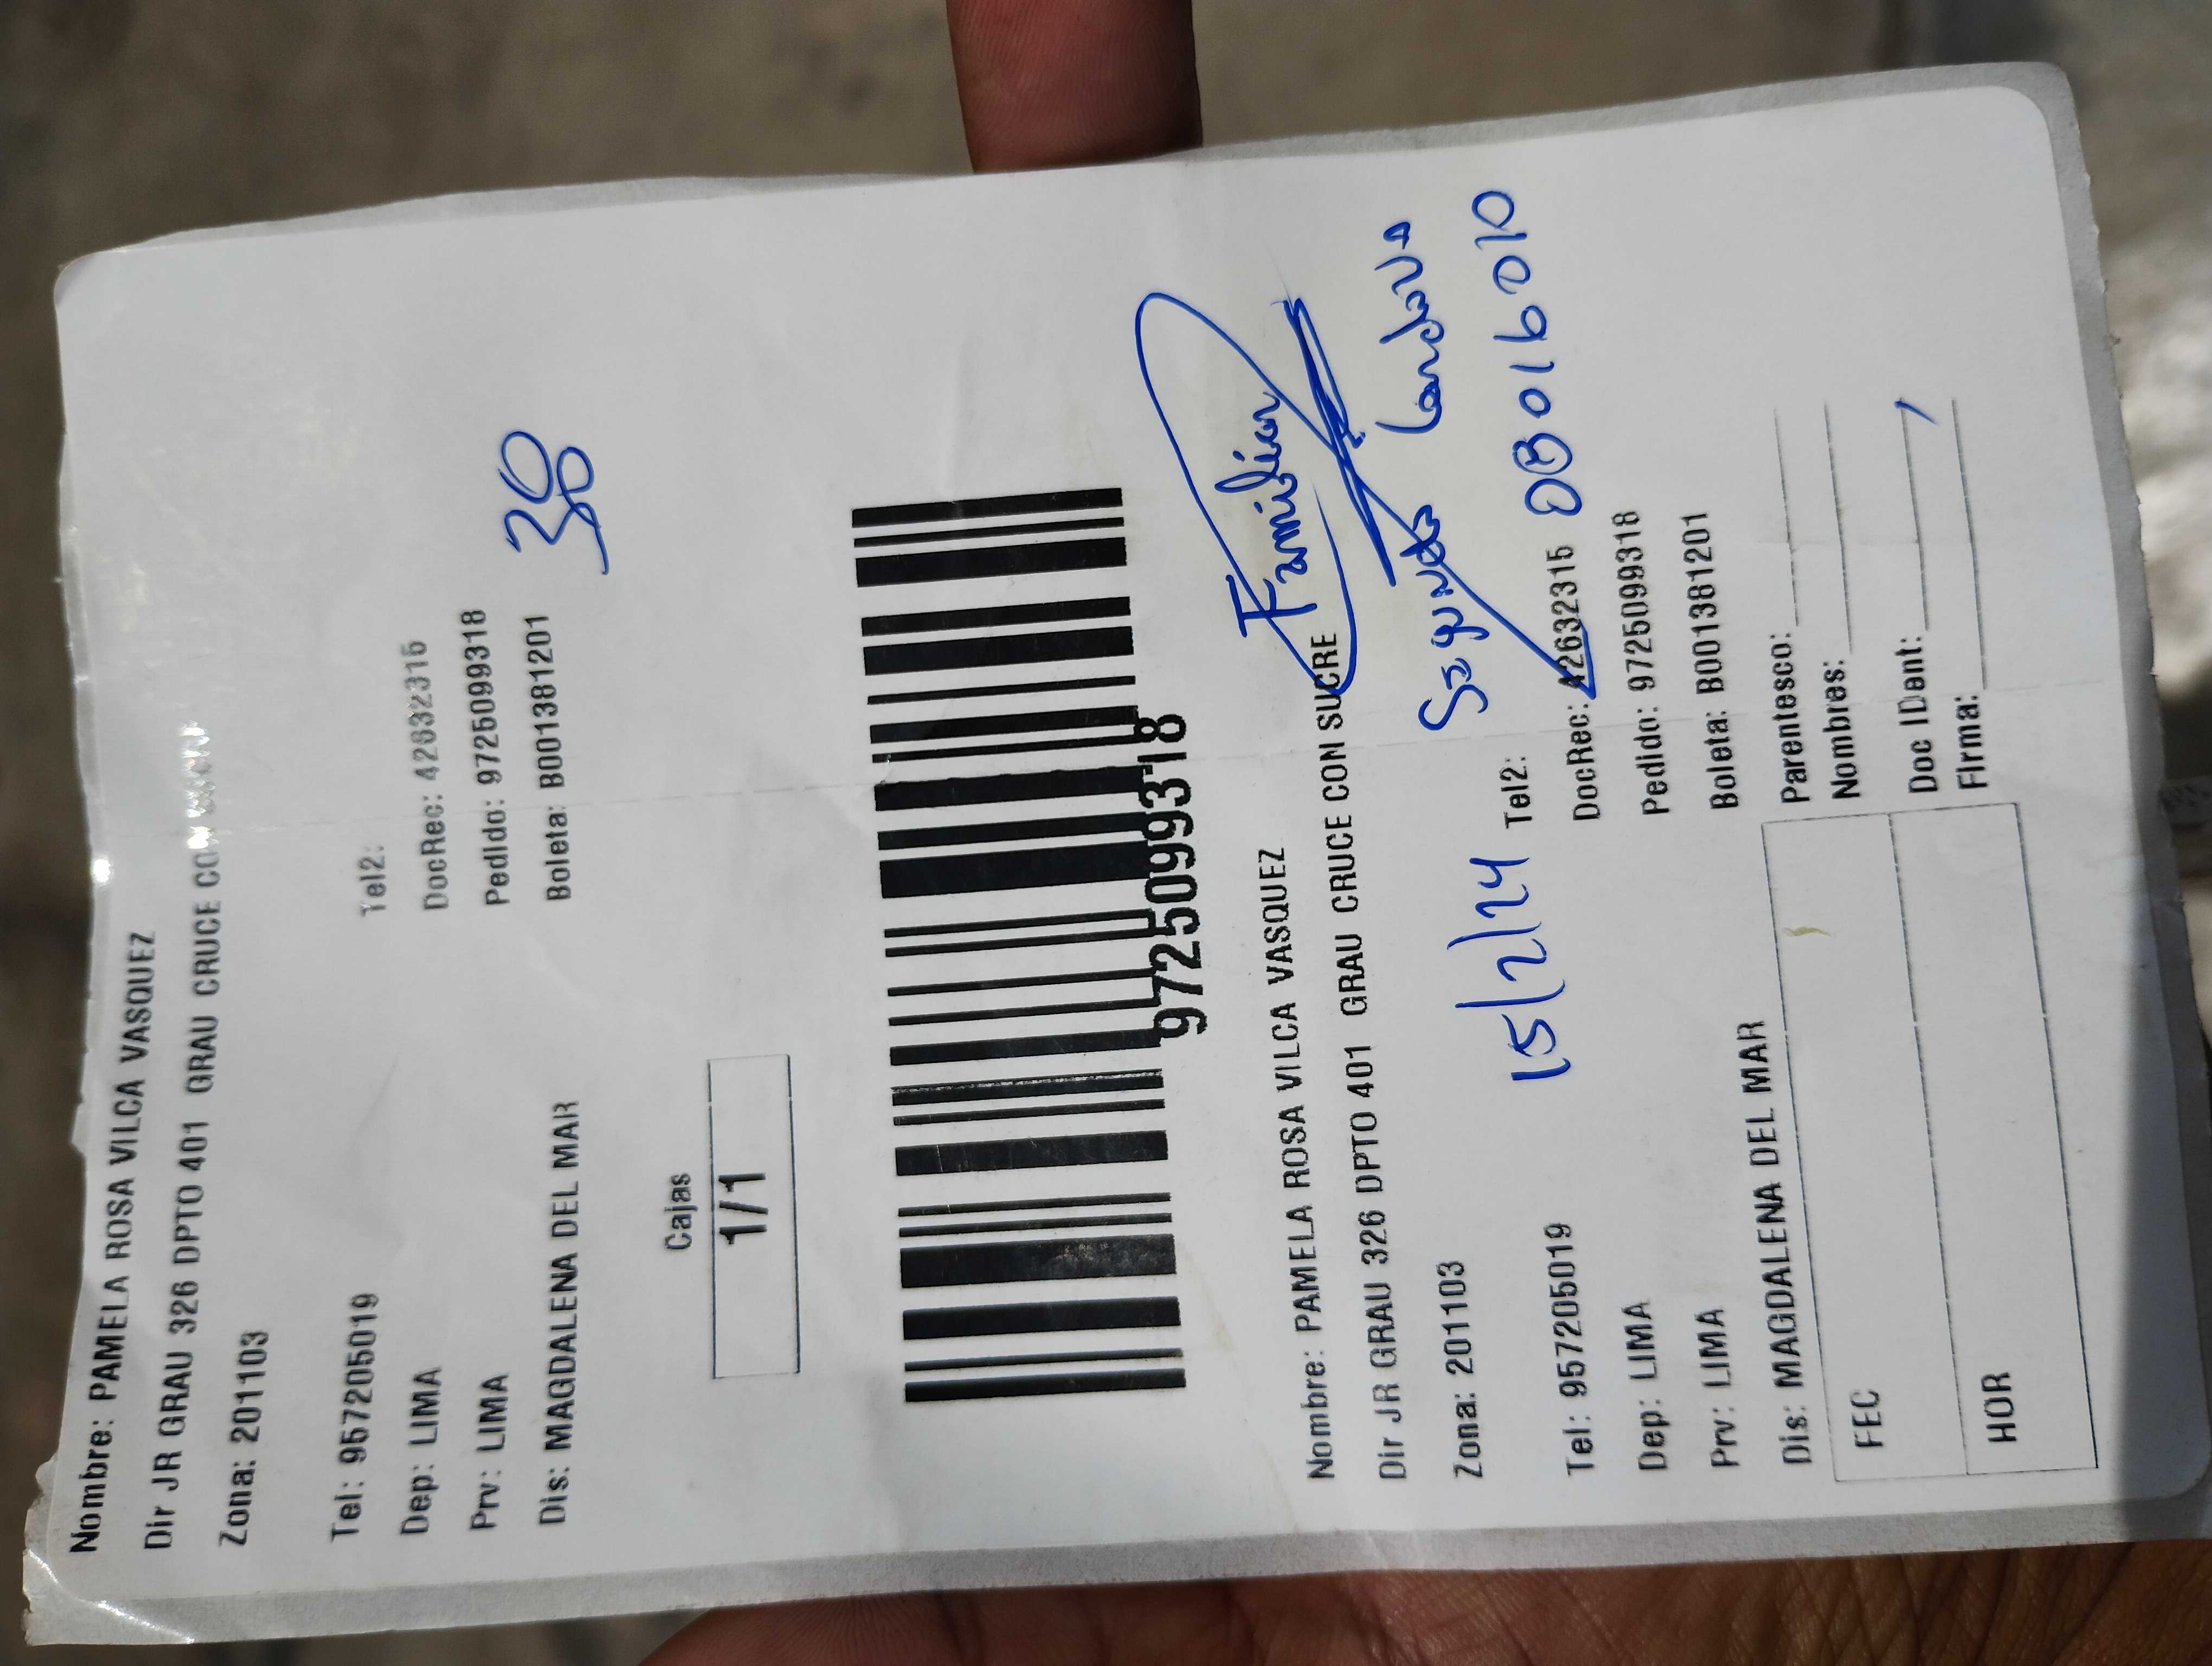 Nombre: PAMELA ROSA VILCA VASQUEZ
Dir JR GRAU 326 DPTO 401 GRAU CRUCE CON SUCRE
Zona: 201103
Tel: 957205019 Tel2:
Dep: LIMA DocRec: 42632315
Prv: LIMA Pedido: 9725099318
Dis: MAGDALENA DEL MAR Boleta: B001381201
38
Cajas
1/1
9725099318
Familiar
Nombre: PAMELA ROSA VILCA VASQUEZ
Dir JR GRAU 326 DPTO 401 GRAU CRUCE CON SUCRE
Zona: 201103
15/2/24
Tel: 957205019 Tel2:
Dep: LIMA DocRec: 42632315
Prv: LIMA Pedido: 9725099318
Dis: MAGDALENA DEL MAR Boleta: B001381201
FEC
HOR
Parentesco:
Nombres:
Doc IDent:
Firma: